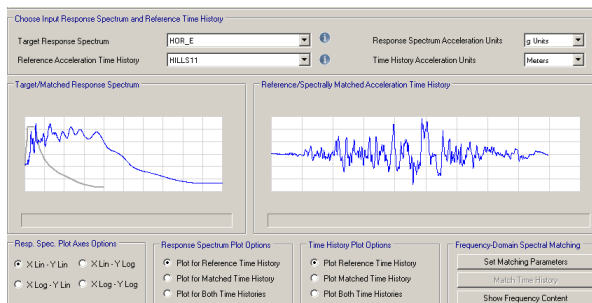 Choose Input Response Spectrum and Reference Time History
Target Response Spectrum HOR_E Response Spectrum Acceleration Units g Units
Reference Acceleration Time History HILLS11 Time History Acceleration Units Meters
Target/Matched Response Spectrum Reference/Spectrally Matched Acceleration Time History
Resp. Spec. Plot Axes Options Response Spectrum Plot Options Time History Plot Options Frequency-Domain Spectral Matching
X Lin - Y Lin X Lin - Y Log Plot for Reference Time History Plot Reference Time History Set Matching Parameters
Plot for Matched Time History Plot Matched Time History Match Time History
X Log - Y Lin X Log - Y Log Plot for Both Time Histories Plot Both Time Histories Show Frequency Content